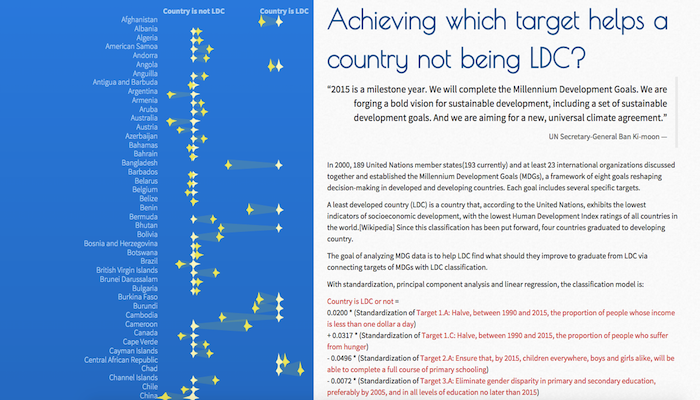 Country is not LDC
Country is LDC
Afghanistan
Albania
Algeria
American Samoa
Andorra
Angola
Anguilla
Antigua and Barbuda
Argentina
Armenia
Aruba
Australia
Austria
Azerbaijan
Bahamas
Bahrain
Bangladesh
Barbados
Belarus
Belgium
Belize
Benin
Bermuda
Bhutan
Bolivia
Bosnia and Herzegovina
Botswana
Brazil
British Virgin Islands
Brunei Darussalam
Bulgaria
Burkina Faso
Burundi
Cambodia
Cameroon
Canada
Cape Verde
Cayman Islands
Central African Republic
Chad
Channel Islands
Chile
China
Achieving which target helps a
country not being LDC?
“2015 is a milestone year. We will complete the Millennium Development Goals. We are
forging a bold vision for sustainable development, including a set of sustainable
development goals. And we are aiming for a new, universal climate agreement.”
UN Secretary-General Ban Ki-moon —
In 2000, 189 United Nations member states(193 currently) and at least 23 international organizations discussed
together and established the Millennium Development Goals (MDGs), a framework of eight goals reshaping
decision-making in developed and developing countries. Each goal includes several specific targets.
A least developed country (LDC) is a country that, according to the United Nations, exhibits the lowest
indicators of socioeconomic development, with the lowest Human Development Index ratings of all countries in
the world.[Wikipedia] Since this classification has been put forward, four countries graduated to developing
country.
The goal of analyzing MDG data is to help LDC find what should they improve to graduate from LDC via
connecting targets of MDGs with LDC classification.
With standardization, principal component analysis and linear regression, the classification model is:
Country is LDC or not =
0.0200 * (Standardization of Target 1.A: Halve, between 1990 and 2015, the proportion of people whose income
is less than one dollar a day)
+ 0.0317 * (Standardization of Target 1.C: Halve, between 1990 and 2015, the proportion of people who suffer
from hunger)
- 0.0496 * (Standardization of Target 2.A: Ensure that, by 2015, children everywhere, boys and girls alike, will be
able to complete a full course of primary schooling)
- 0.0072 * (Standardization of Target 3.A: Eliminate gender disparity in primary and secondary education,
preferably by 2005, and in all levels of education no later than 2015)